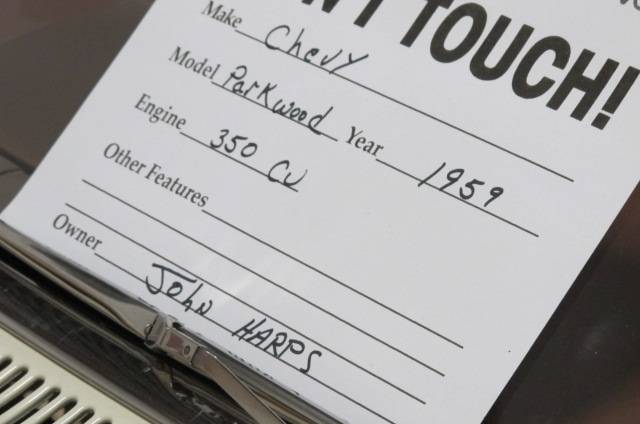 TOUCH!
Make Chevy
Model Parkwood Year 1959
Engine 350 CU
Other Features
Owner JOHN HARPS